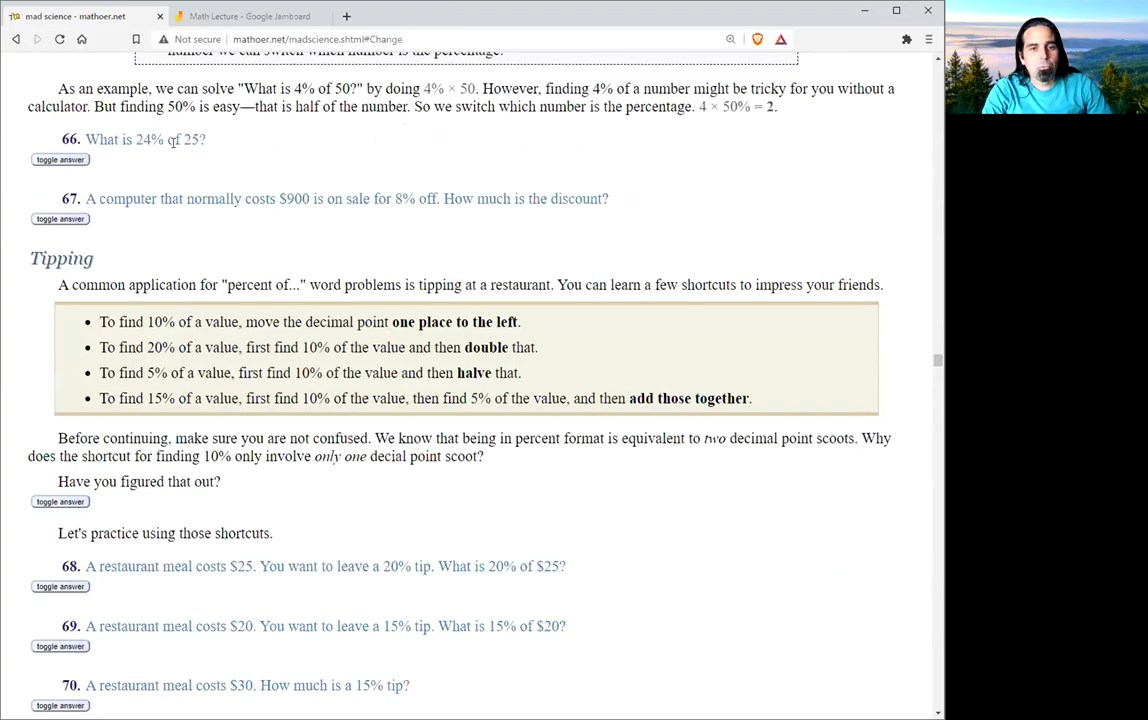 mad science - mathoer.net
Math Lecture - Google Jamboard
Not secure
mathoer.net/madscience.shtml#Change
number we can switch which number is the percentage.
As an example, we can solve "What is 4% of 50?" by doing 4% × 50. However, finding 4% of a number might be tricky for you without a
calculator. But finding 50% is easy—that is half of the number. So we switch which number is the percentage. 4 × 50% = 2.
66. What is 24% of 25?
toggle answer
67. A computer that normally costs $900 is on sale for 8% off. How much is the discount?
toggle answer
Tipping
A common application for "percent of..." word problems is tipping at a restaurant. You can learn a few shortcuts to impress your friends.
• To find 10% of a value, move the decimal point one place to the left.
• To find 20% of a value, first find 10% of the value and then double that.
• To find 5% of a value, first find 10% of the value and then halve that.
• To find 15% of a value, first find 10% of the value, then find 5% of the value, and then add those together.
Before continuing, make sure you are not confused. We know that being in percent format is equivalent to two decimal point scoots. Why
does the shortcut for finding 10% only involve only one decial point scoot?
Have you figured that out?
toggle answer
Let's practice using those shortcuts.
68. A restaurant meal costs $25. You want to leave a 20% tip. What is 20% of $25?
toggle answer
69. A restaurant meal costs $20. You want to leave a 15% tip. What is 15% of $20?
toggle answer
70. A restaurant meal costs $30. How much is a 15% tip?
toggle answer